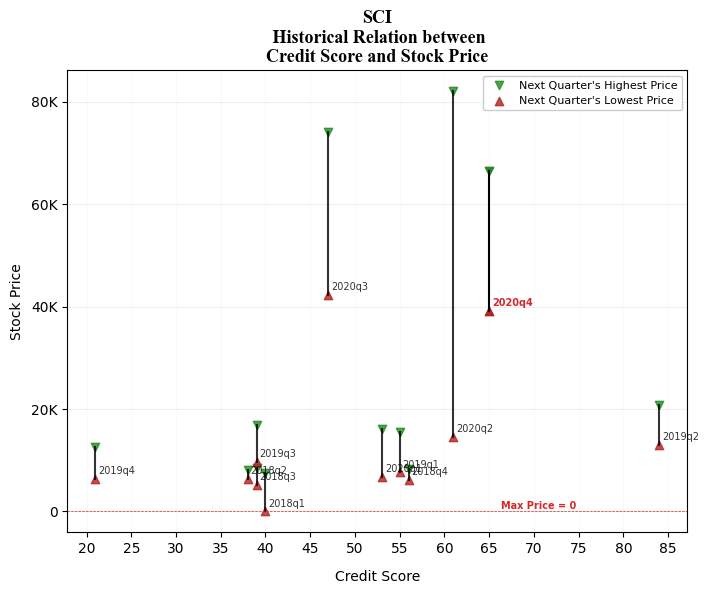 SCI
Historical Relation between
Credit Score and Stock Price
Next Quarter's Highest Price
Next Quarter's Lowest Price
80K
60K
40K
20K
0
Stock Price
2020q3
2020q4
2020q2
2019q2
2019q3
2019q1
2019q4
2018q2
2018q4
2018q3
2018q1
Max Price = 0
20 25 30 35 40 45 50 55 60 65 70 75 80 85
Credit Score